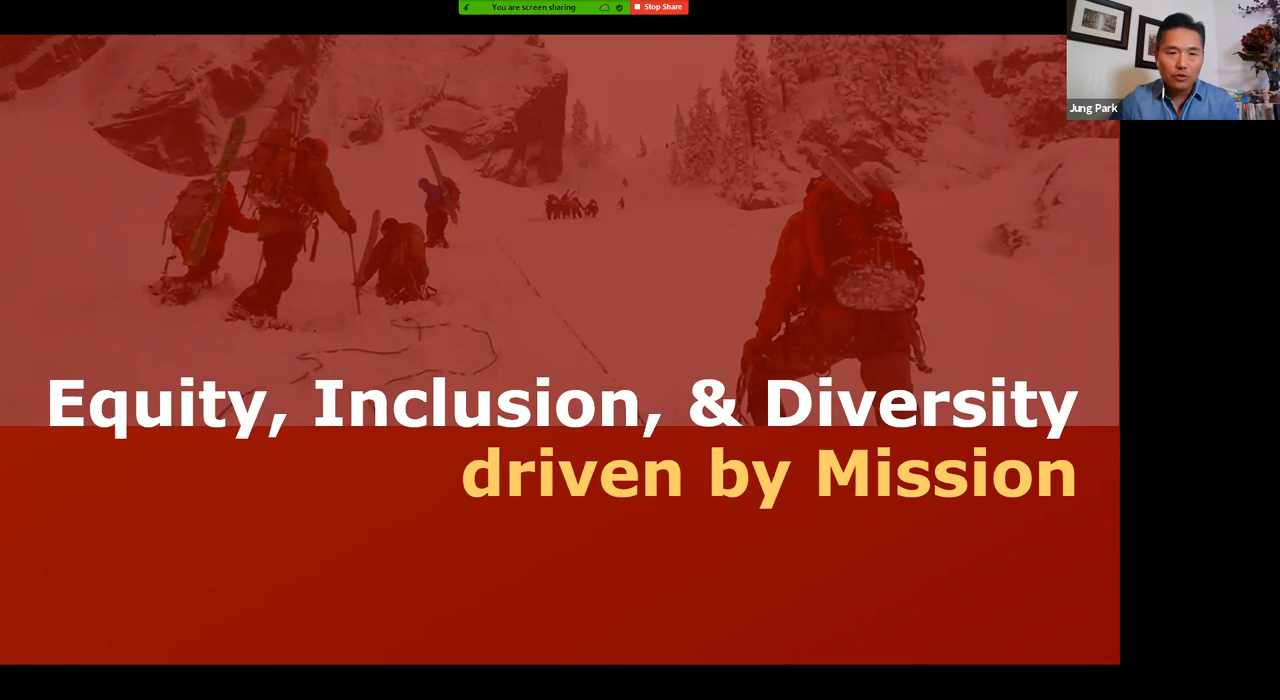 You are screen sharing
Stop Share
Jung Park
Equity, Inclusion, & Diversity
driven by Mission